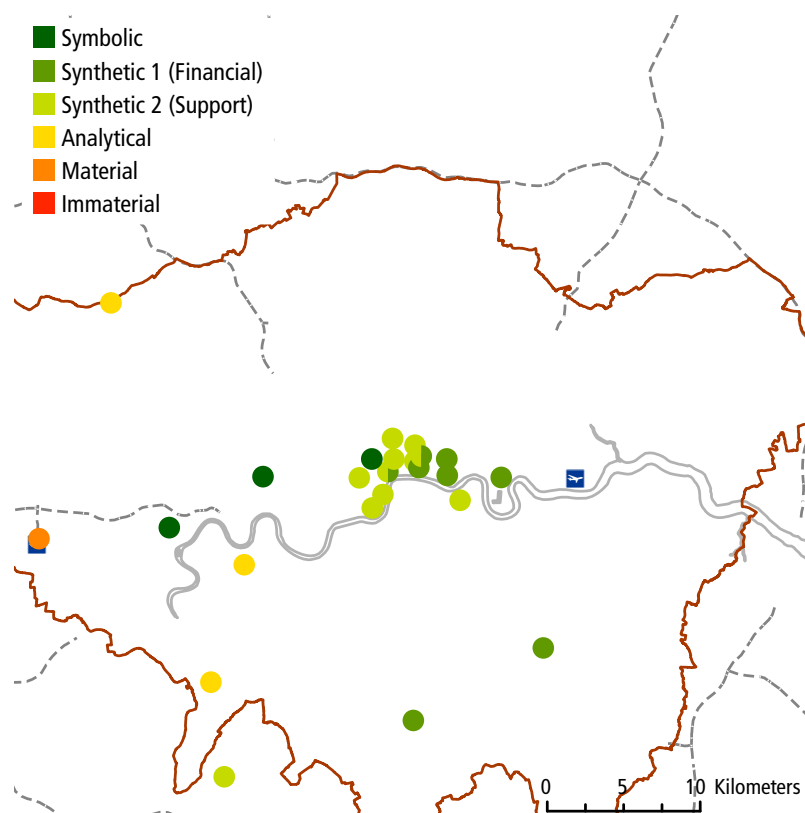 Symbolic
Synthetic 1 (Financial)
Synthetic 2 (Support)
Analytical
Material
Immaterial
0 5 10 Kilometers